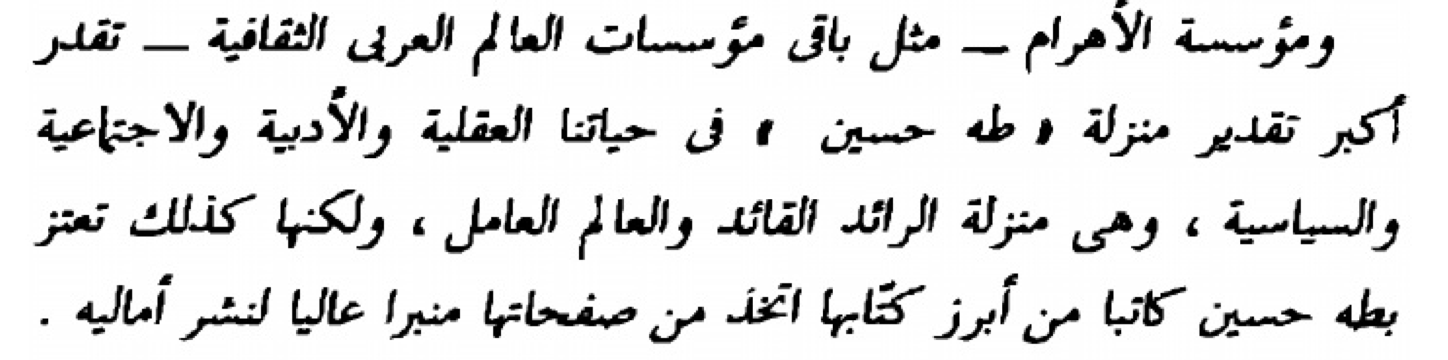 ومؤسسة الأهرام — مثل باقى مؤسسات العالم العربى الثقافية — تقدر
أكبر تقدير منزلة « طه حسين » فى حياتنا العقلية والأدبية والاجتماعية
والسياسية ، وهى منزلة الرائد القائد والعالم العامل ، ولكنها كذلك تعتز
بطه حسين كاتبا من أبرز كتّابها اتخذ من صفحاتها منبرا عاليا لنشر أماليه .